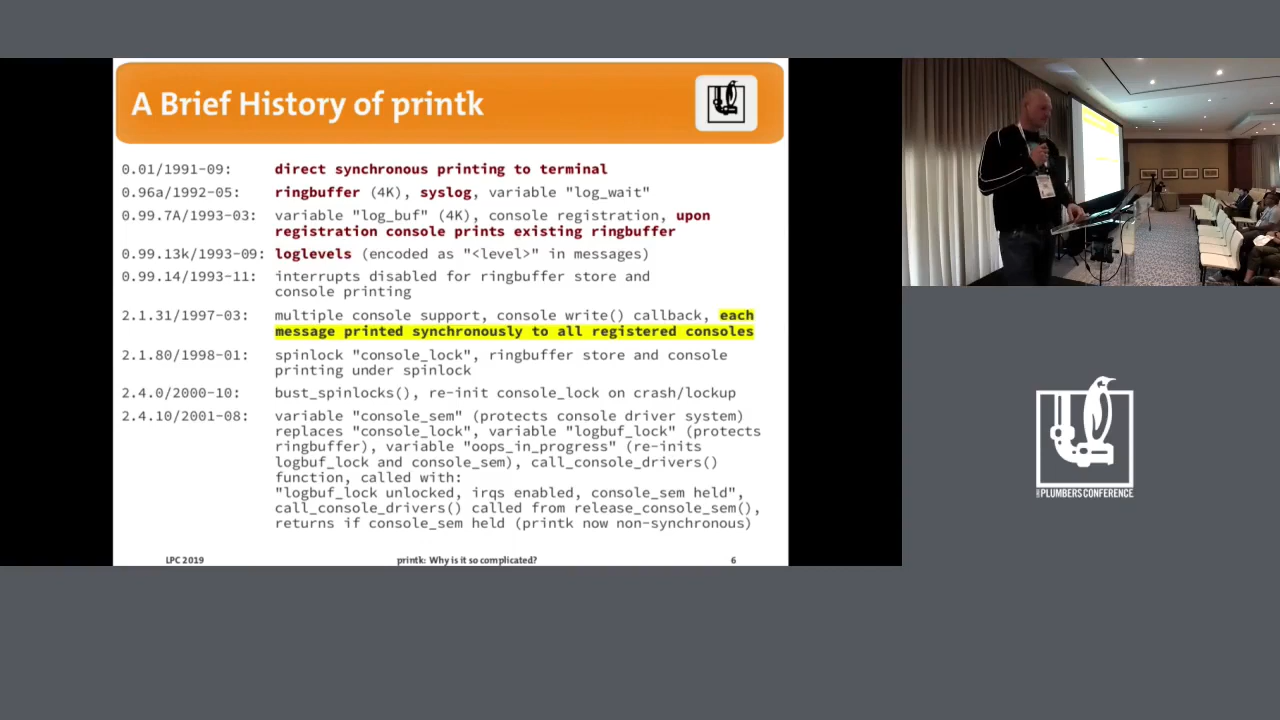 A Brief History of printk
0.01/1991-09: direct synchronous printing to terminal
0.96a/1992-05: ringbuffer (4K), syslog, variable "log_wait"
0.99.7A/1993-03: variable "log_buf" (4K), console registration, upon
registration console prints existing ringbuffer
0.99.13k/1993-09: loglevels (encoded as "<level>" in messages)
0.99.14/1993-11: interrupts disabled for ringbuffer store and
console printing
2.1.31/1997-03: multiple console support, console write() callback, each
message printed synchronously to all registered consoles
2.1.80/1998-01: spinlock "console_lock", ringbuffer store and console
printing under spinlock
2.4.0/2000-10: bust_spinlocks(), re-init console_lock on crash/lockup
2.4.10/2001-08: variable "console_sem" (protects console driver system)
replaces "console_lock", variable "logbuf_lock" (protects
ringbuffer), variable "oops_in_progress" (re-inits
logbuf_lock and console_sem), call_console_drivers()
function, called with:
"logbuf_lock unlocked, irqs enabled, console_sem held",
call_console_drivers() called from release_console_sem(),
returns if console_sem held (printk now non-synchronous)
LPC 2019 printk: Why is it so complicated? 6
PLUMBERS CONFERENCE